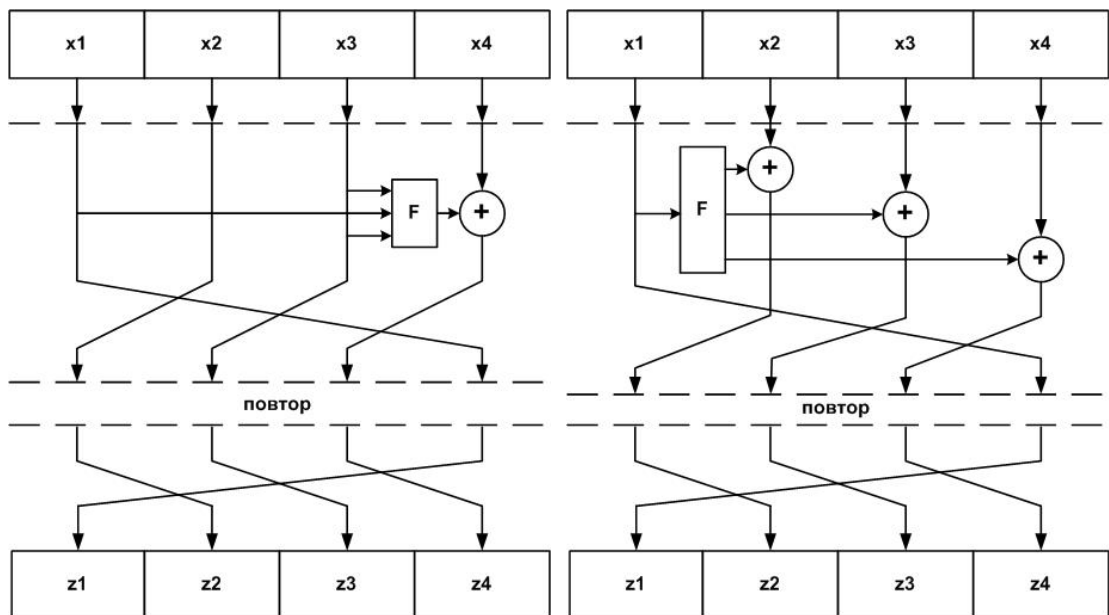 x1 x2 x3 x4 x1 x2 x3 x4
+
F + F +
+
повтор повтор
z1 z2 z3 z4 z1 z2 z3 z4